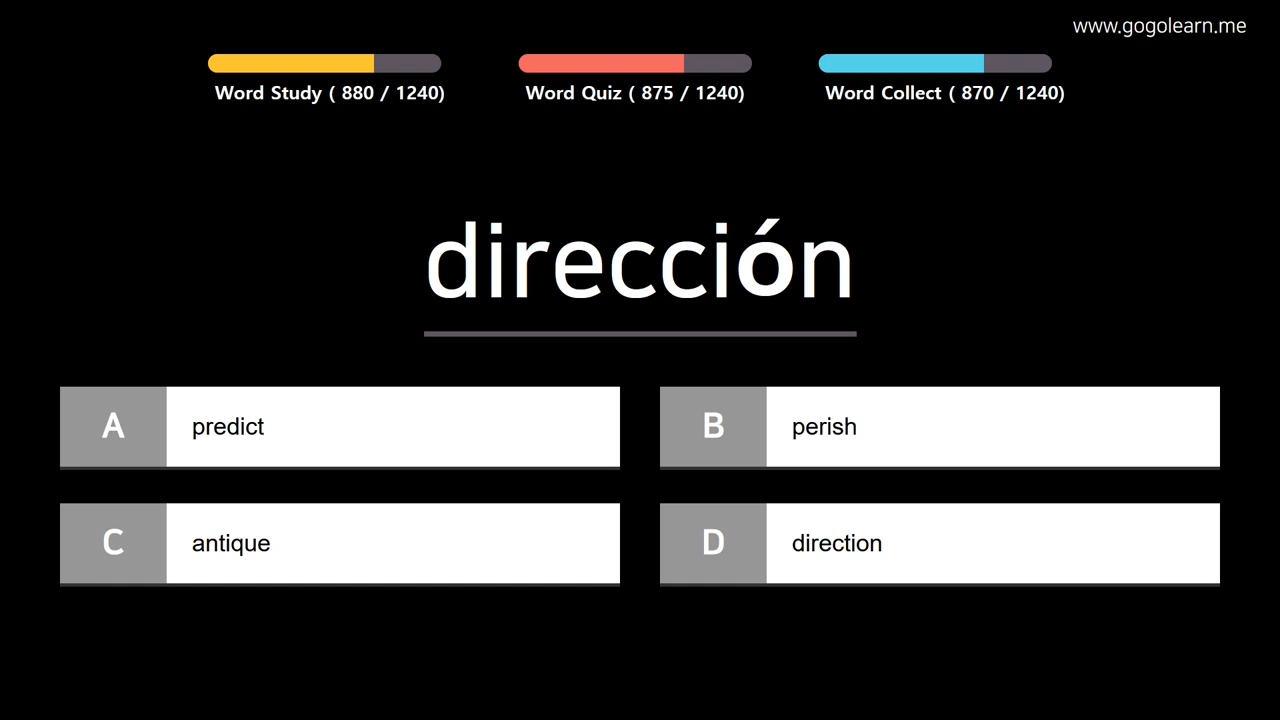 www.gogolearn.me
Word Study ( 880 / 1240)
Word Quiz ( 875 / 1240)
Word Collect ( 870 / 1240)
dirección
A
predict
B
perish
C
antique
D
direction